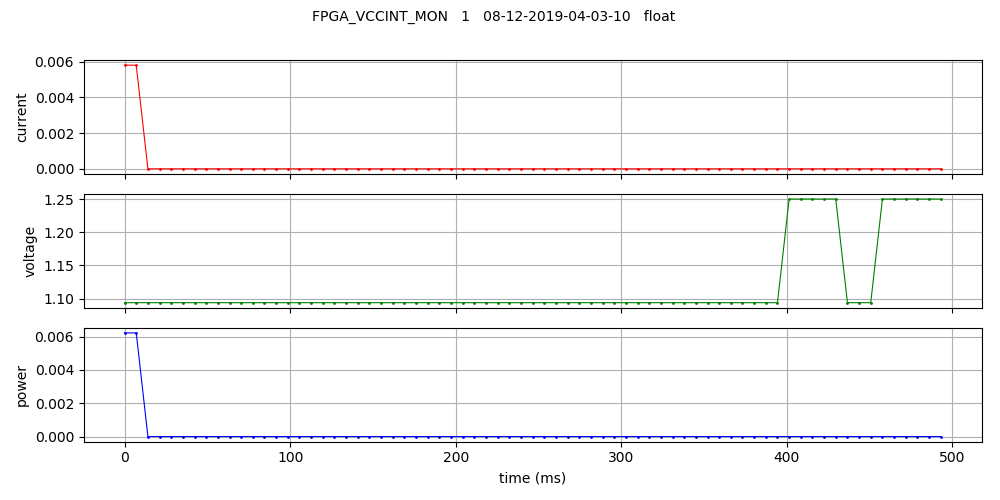 FPGA_VCCINT_MON   1   08-12-2019-04-03-10   float
0.006
0.004
0.002
0.000
current
1.25
1.20
1.15
1.10
voltage
0.006
0.004
0.002
0.000
power
0 100 200 300 400 500
time (ms)